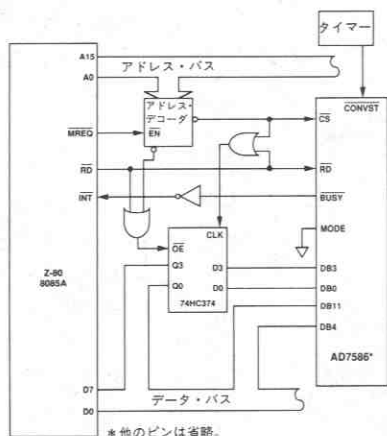 タイマー
A15
アドレス・バス
A0
アドレス・
デコーダ
CONVST
MREQ
EN
CS
RD
RD
INT
BUSY
CLK
MODE
OE
Q3
D3
DB3
Z-80
8085A
Q0
D0
DB0
74HC374
DB11
DB4
AD7586*
D7
データ・バス
D0
*他のピンは省略。